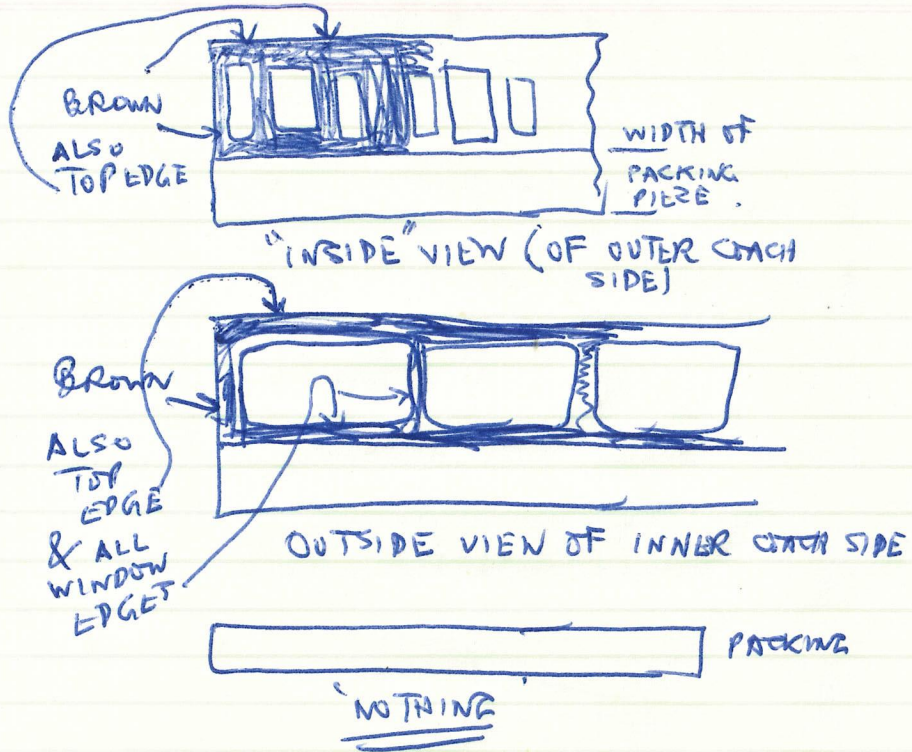 BROWN
ALSO
TOP EDGE
WIDTH OF
PACKING
PIEZE.
"INSIDE" VIEW (OF OUTER COACH
SIDE)
BROWN
ALSO
TOP
EDGE
& ALL
WINDOW
EDGES
OUTSIDE VIEW OF INNER COACH SIDE
PACKING
'NOTHING'